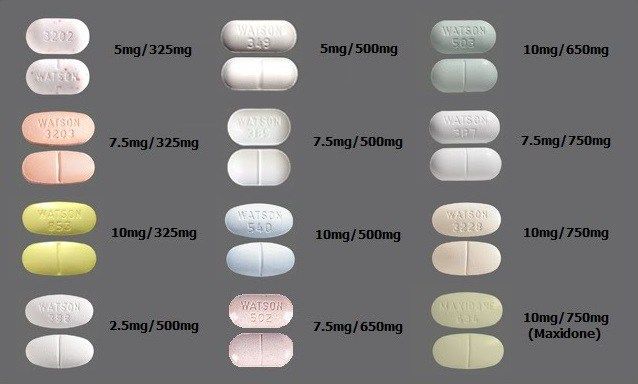 3202
WATSON
5mg/325mg
WATSON
349
5mg/500mg
WATSON
503
10mg/650mg
WATSON
3203
7.5mg/325mg
WATSON
7.5mg/500mg
WATSON
387
7.5mg/750mg
WATSON
853
10mg/325mg
WATSON
540
10mg/500mg
WATSON
3228
10mg/750mg
WATSON
388
2.5mg/500mg
WATSON
502
7.5mg/650mg
MAXIDONE
634
10mg/750mg
(Maxidone)